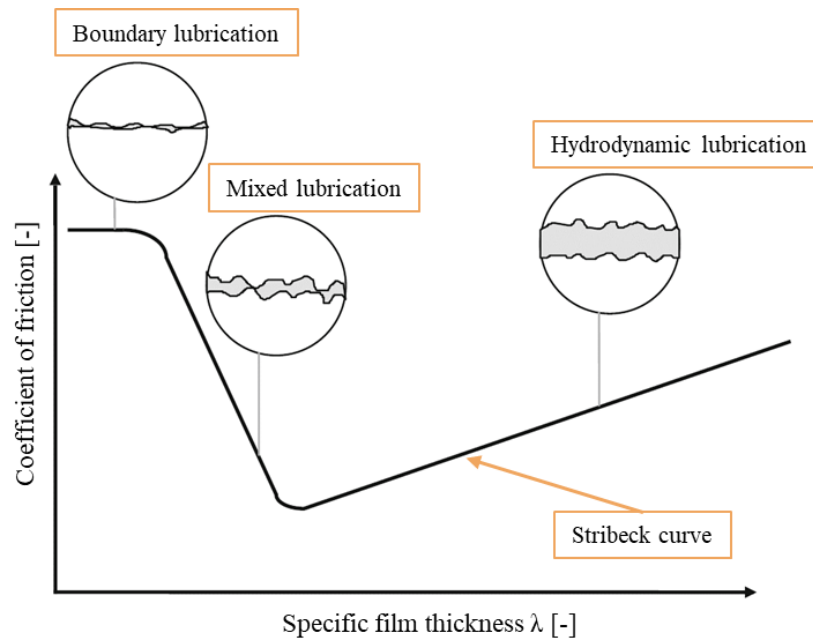 Boundary lubrication
Hydrodynamic lubrication
Mixed lubrication
Coefficient of friction [-]
Stribeck curve
Specific film thickness λ [-]